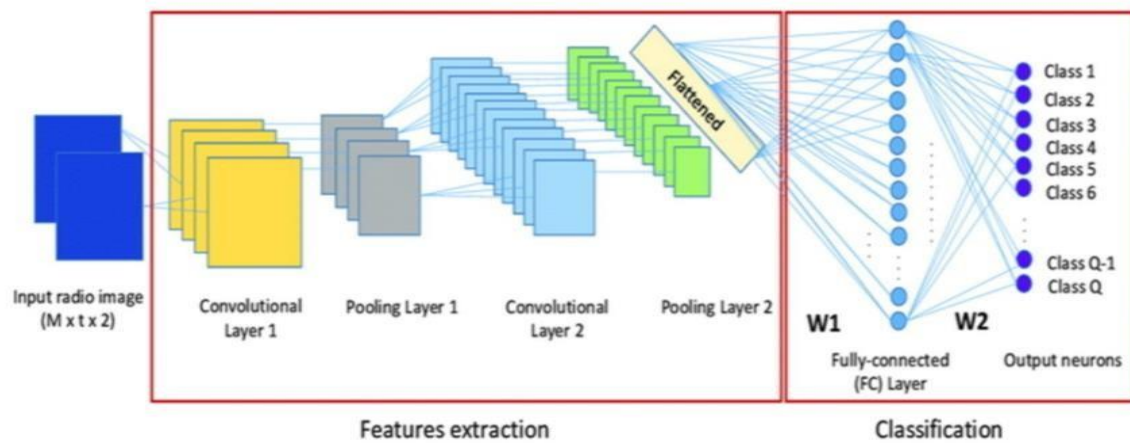 Flattened
Class 1
Class 2
Class 3
Class 4
Class 5
Class 6
Class Q-1
Class Q
Input radio image
(M x t x 2)
Convolutional
Layer 1
Pooling Layer 1
Convolutional
Layer 2
Pooling Layer 2
W1
W2
Fully-connected
(FC) Layer
Output neurons
Features extraction
Classification